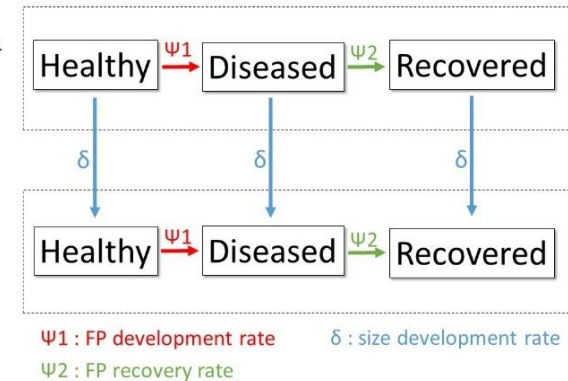 Ψ1 Ψ2
Healthy Diseased Recovered
δ δ δ
Ψ1 Ψ2
Healthy Diseased Recovered
Ψ1 : FP development rate δ : size development rate
Ψ2 : FP recovery rate